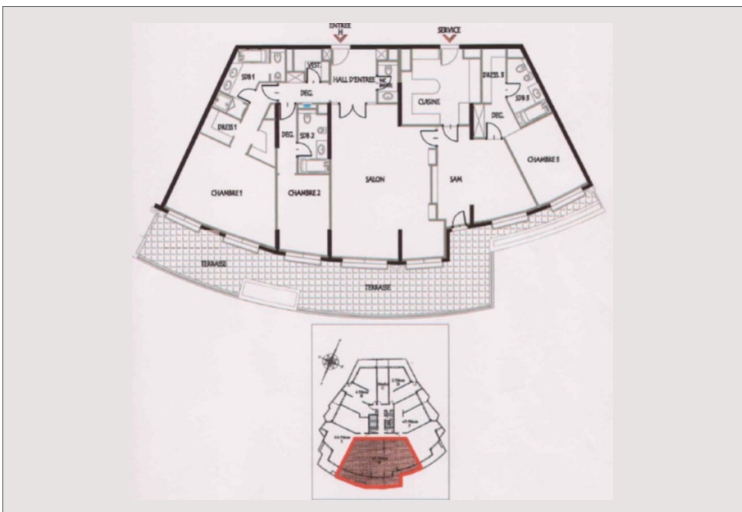 ENTREE
H
SERVICE
SDB 1
VEST.
HALL D'ENTREE
WC
CUISINE
DRESS 3
SDB 3
DEG.
DRESS 1
DEG.
SDB 2
DEG.
CHAMBRE 3
CHAMBRE 1
CHAMBRE 2
SALON
SAM
TERRASSE
TERRASSE